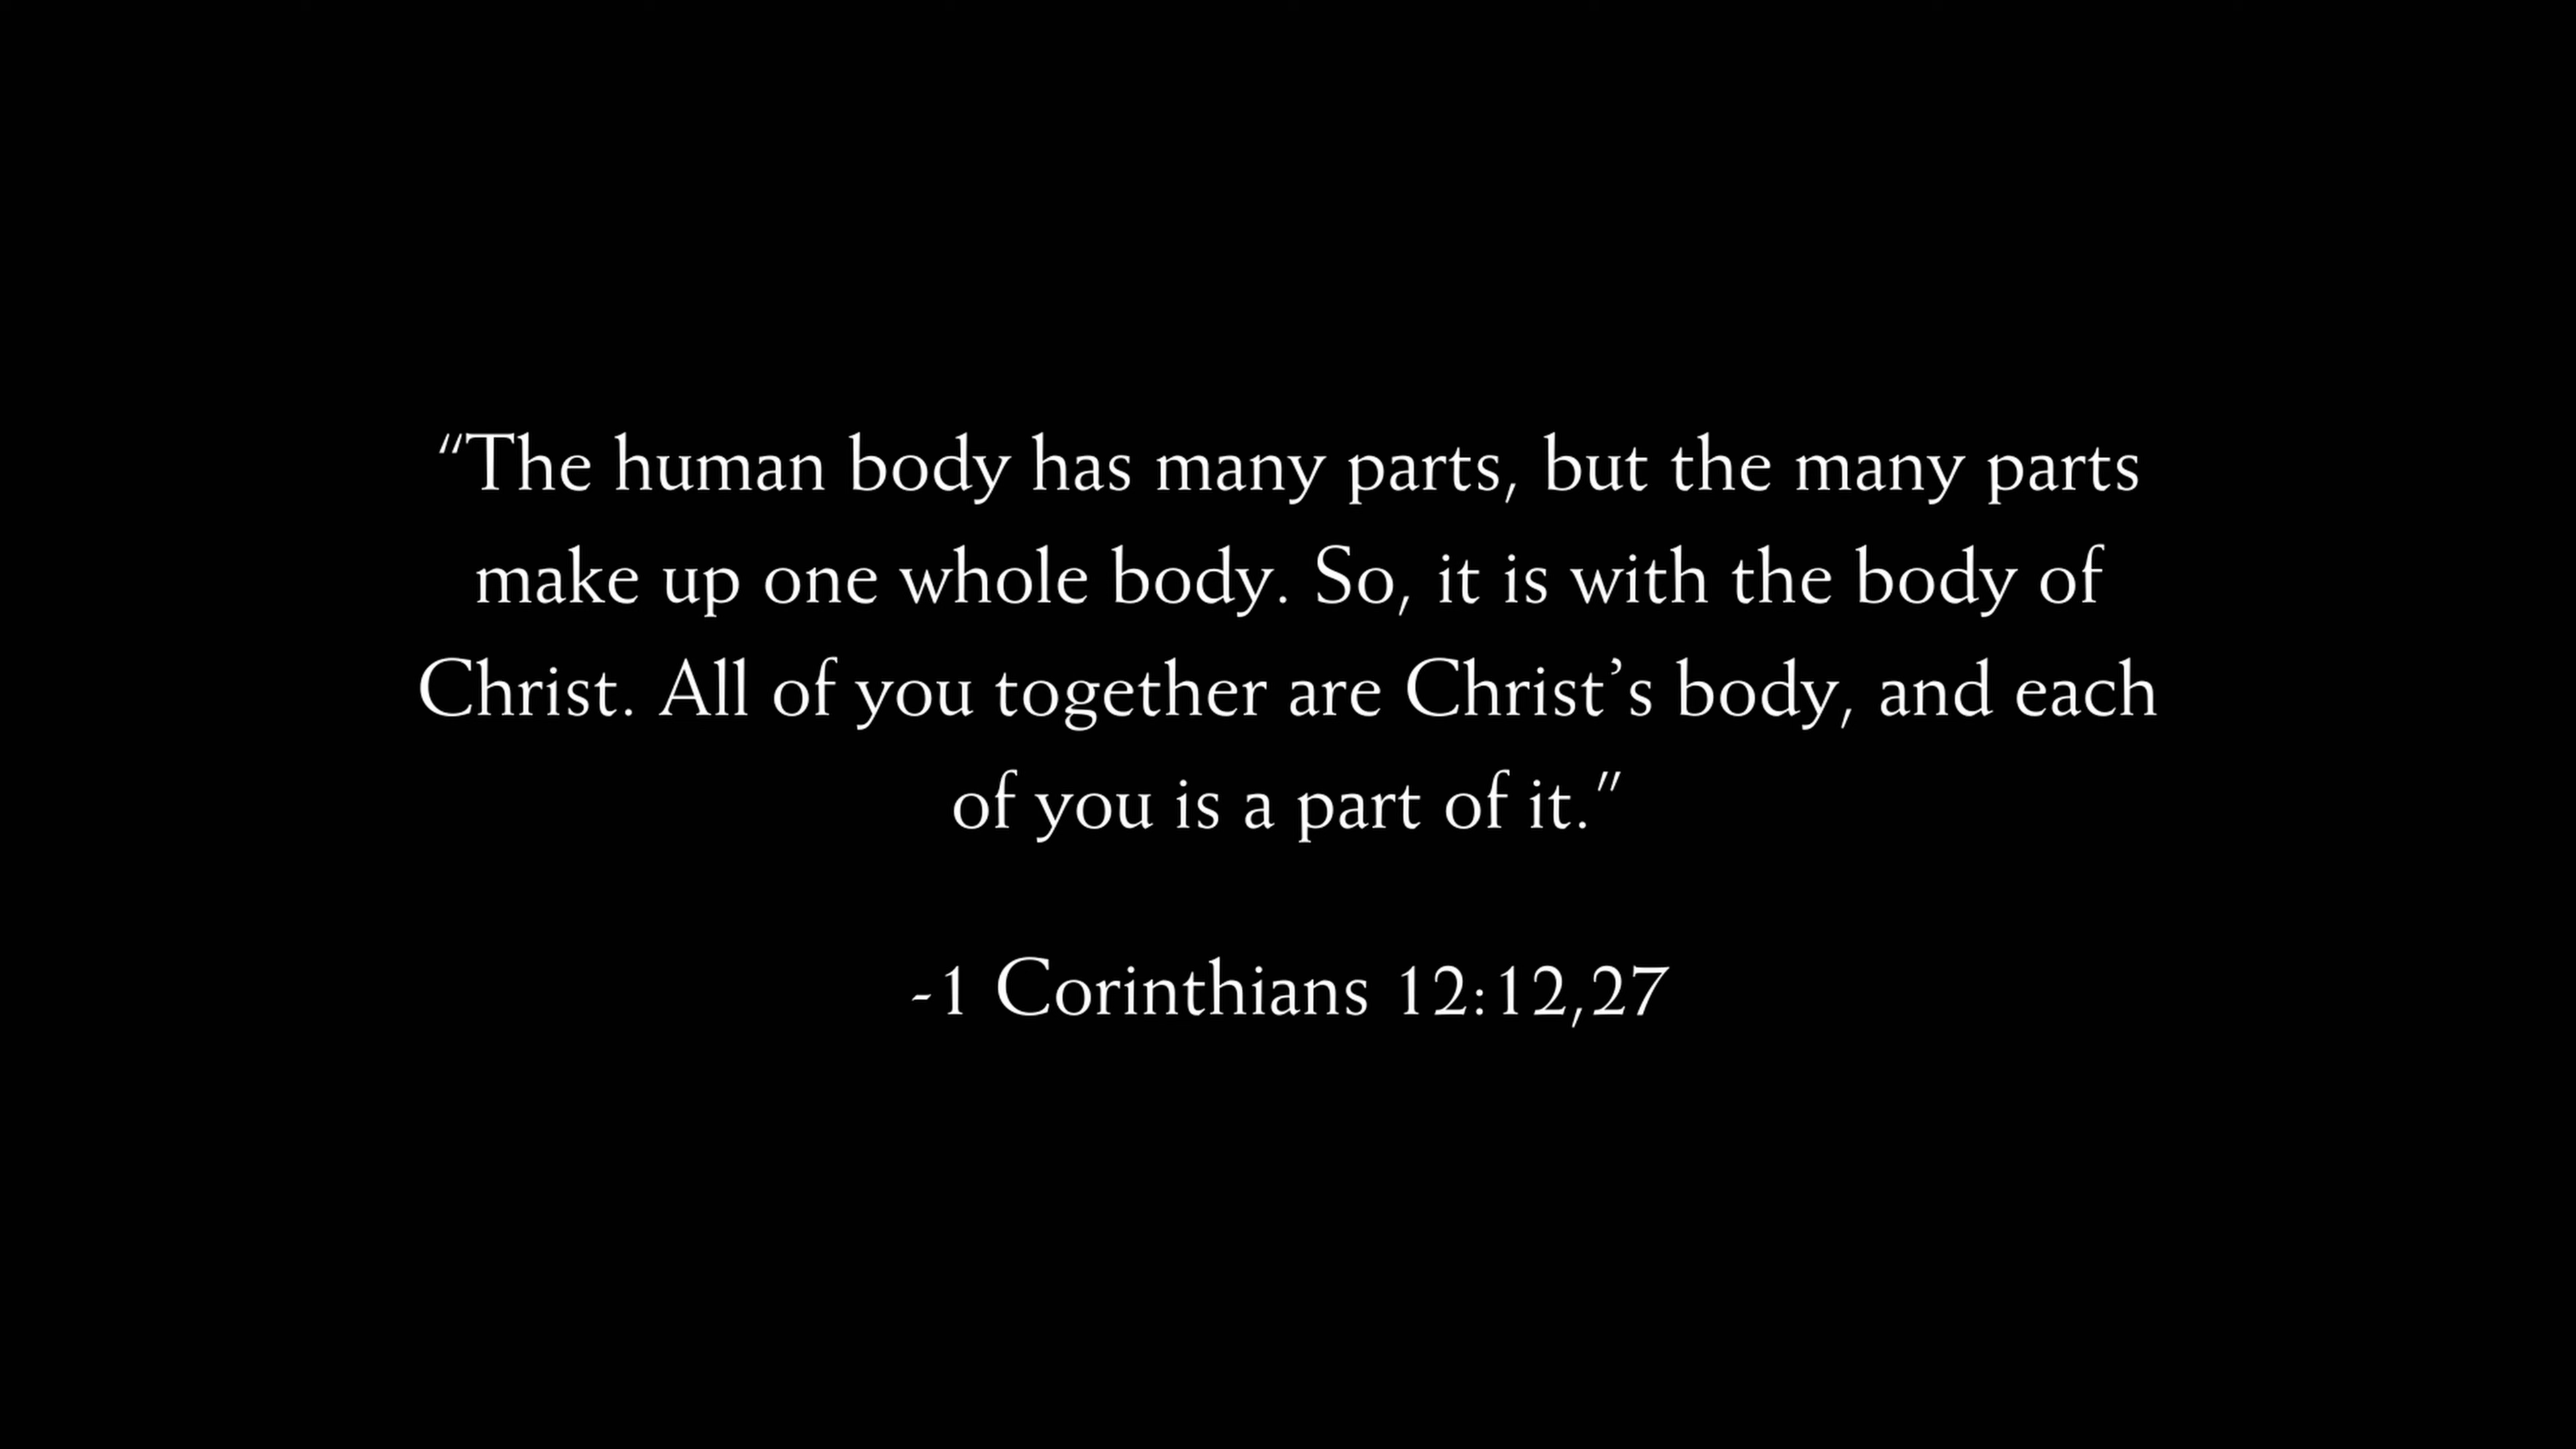 “The human body has many parts, but the many parts
make up one whole body. So, it is with the body of
Christ. All of you together are Christ’s body, and each
of you is a part of it.”
-1 Corinthians 12:12,27